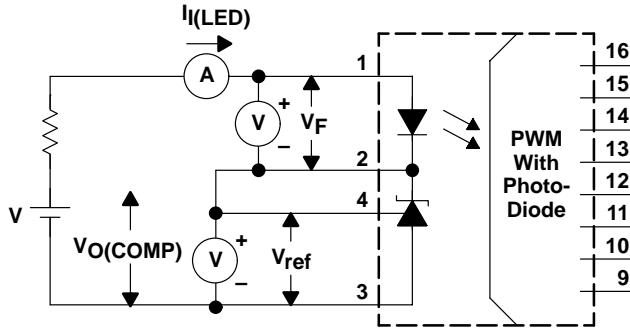 II(LED)
A
1
16
15
14
13
12
11
10
9
+
V
–
VF
2
4
3
PWM
With
Photo-
Diode
V
VO(COMP)
+
V
–
Vref